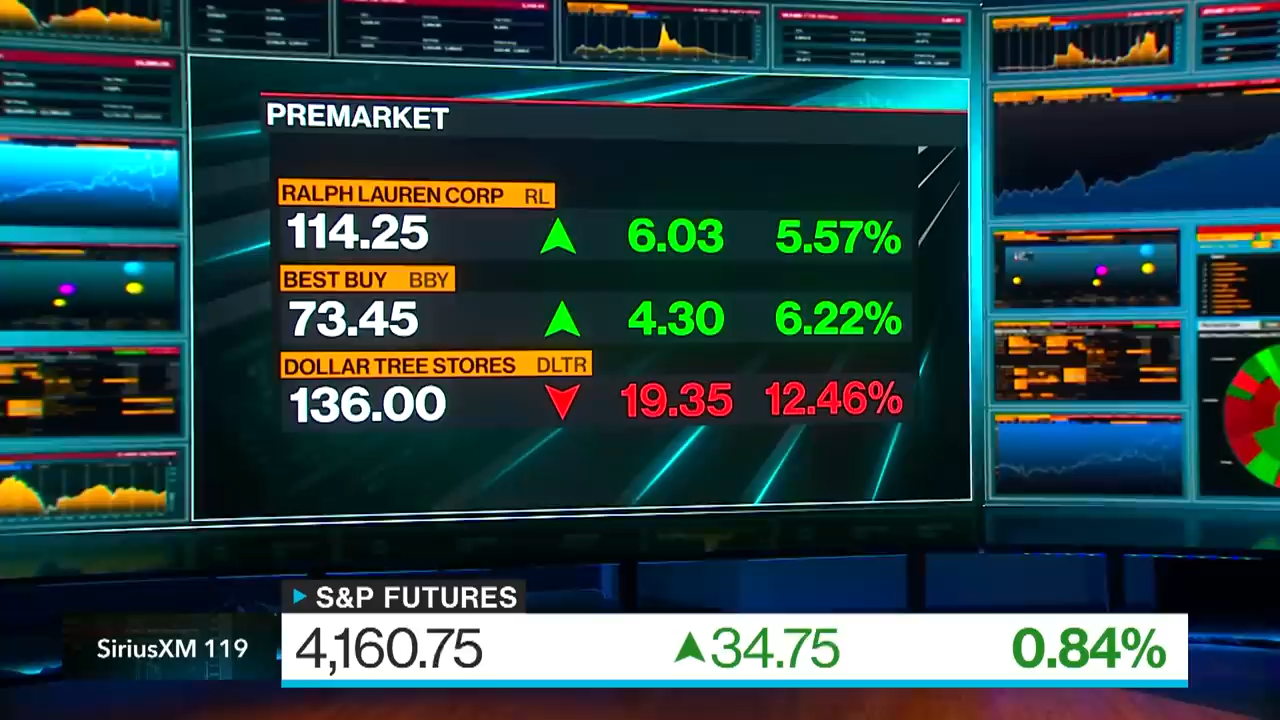 PREMARKET
RALPH LAUREN CORP RL
114.25 ▲ 6.03 5.57%
BEST BUY BBY
73.45 ▲ 4.30 6.22%
DOLLAR TREE STORES DLTR
136.00 ▼ 19.35 12.46%
S&P FUTURES
SiriusXM 119
4,160.75 ▲34.75 0.84%